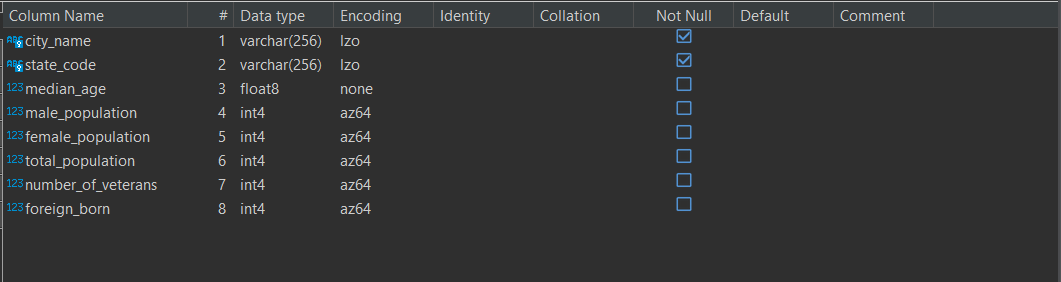 Column Name # Data type Encoding Identity Collation Not Null Default Comment
ABC city_name 1 varchar(256) lzo
ABC state_code 2 varchar(256) lzo
123 median_age 3 float8 none
123 male_population 4 int4 az64
123 female_population 5 int4 az64
123 total_population 6 int4 az64
123 number_of_veterans 7 int4 az64
123 foreign_born 8 int4 az64